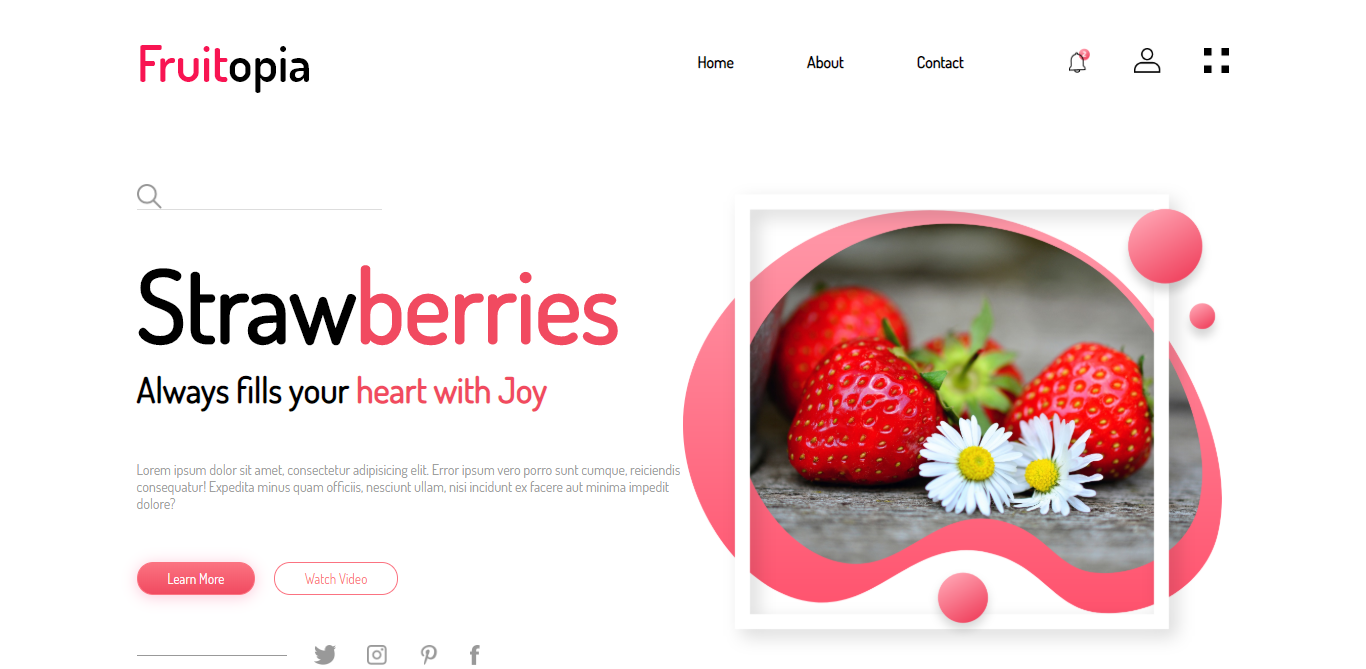 Fruitopia
Home
About
Contact
Strawberries
Always fills your heart with Joy
Lorem ipsum dolor sit amet, consectetur adipisicing elit. Error ipsum vero porro sunt cumque, reiciendis
consequatur! Expedita minus quam officiis, nesciunt ullam, nisi incidunt ex facere aut minima impedit
dolore?
Learn More
Watch Video